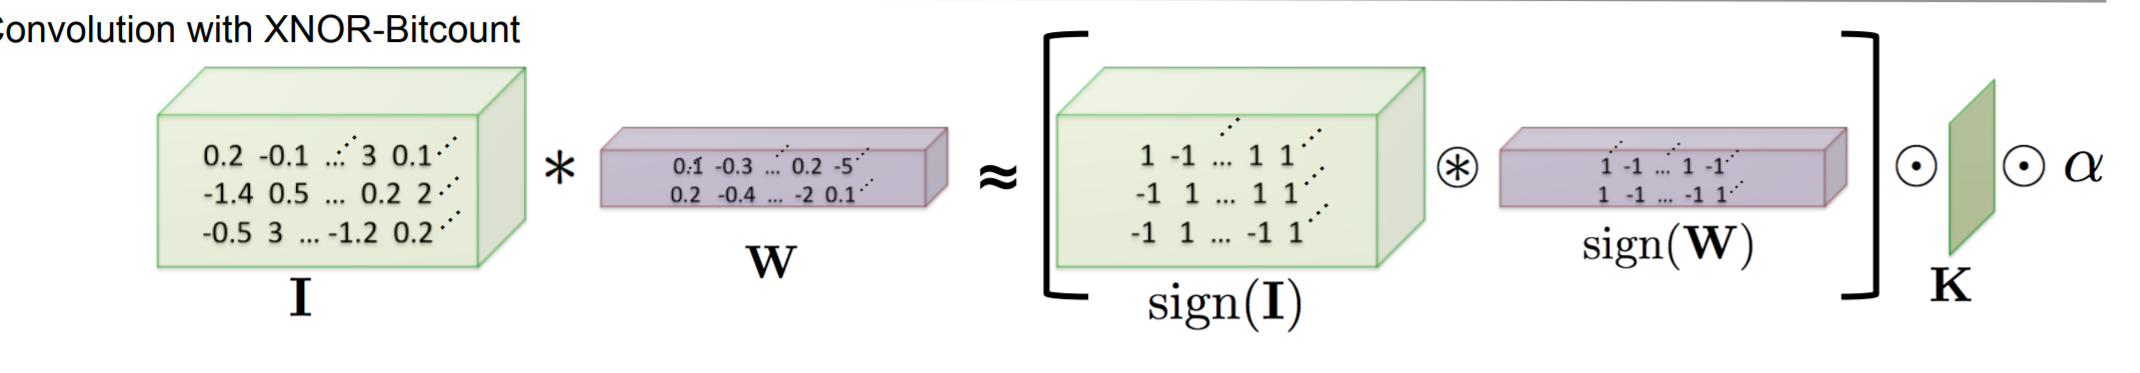 Convolution with XNOR-Bitcount
0.2 -0.1 ... 3 0.1
-1.4 0.5 ... 0.2 2
-0.5 3 ... -1.2 0.2
I
*
0.1 -0.3 ... 0.2 -5
0.2 -0.4 ... -2 0.1
W
≈
[
1 -1 ... 1 1
-1 1 ... 1 1
-1 1 ... -1 1
sign(I)
⊛
1 -1 ... 1 -1
1 -1 ... -1 1
sign(W)
]
⊙
K
⊙ α